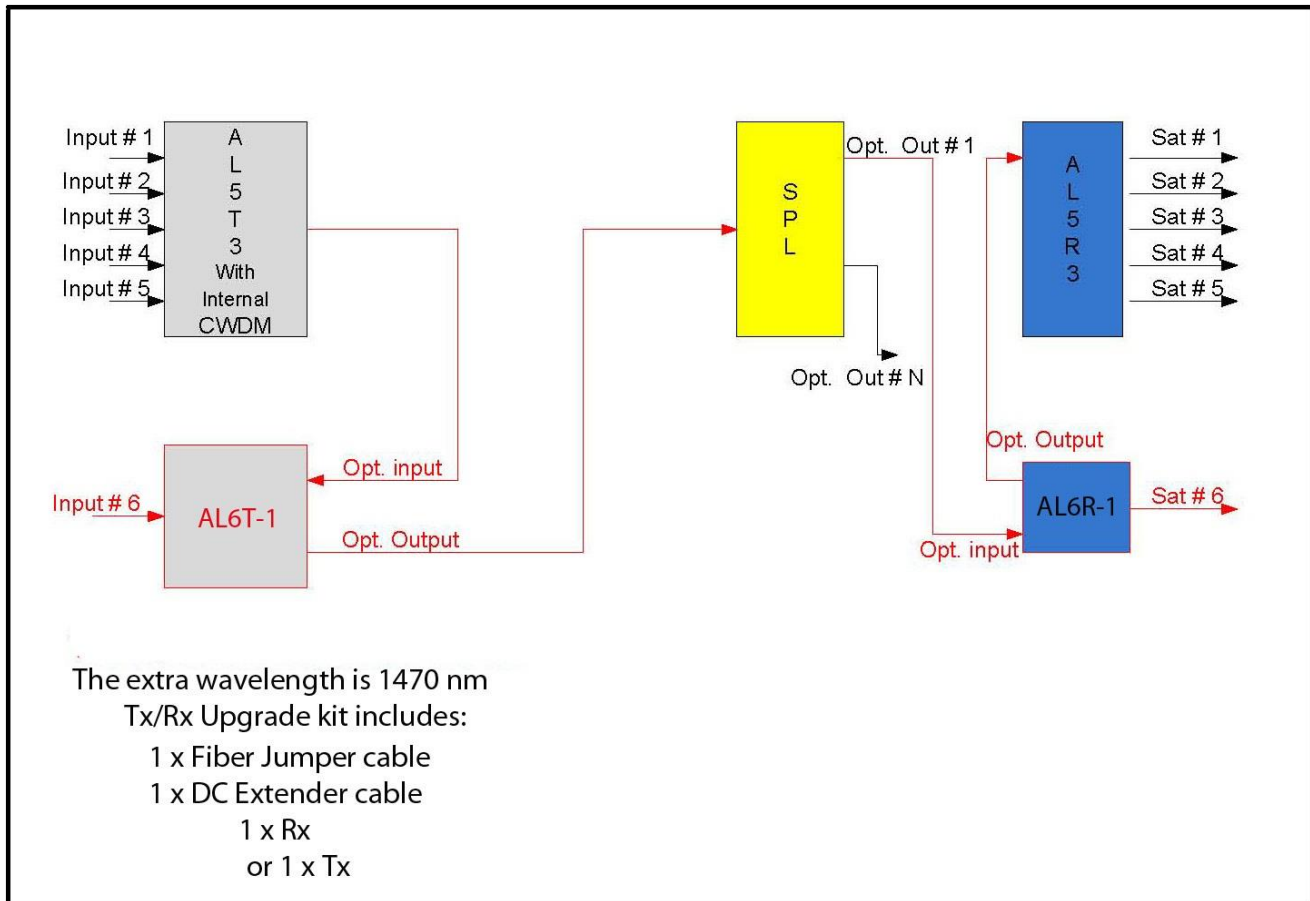 Input # 1
Input # 2
Input # 3
Input # 4
Input # 5
A
L
5
T
3
With
Internal
CWDM
S
P
L
Opt. Out # 1
Opt. Out # N
A
L
5
R
3
Sat # 1
Sat # 2
Sat # 3
Sat # 4
Sat # 5
Input # 6
AL6T-1
Opt. input
Opt. Output
Opt. Output
Opt. input
AL6R-1
Sat # 6
The extra wavelength is 1470 nm
Tx/Rx Upgrade kit includes:
1 x Fiber Jumper cable
1 x DC Extender cable
1 x Rx
or 1 x Tx